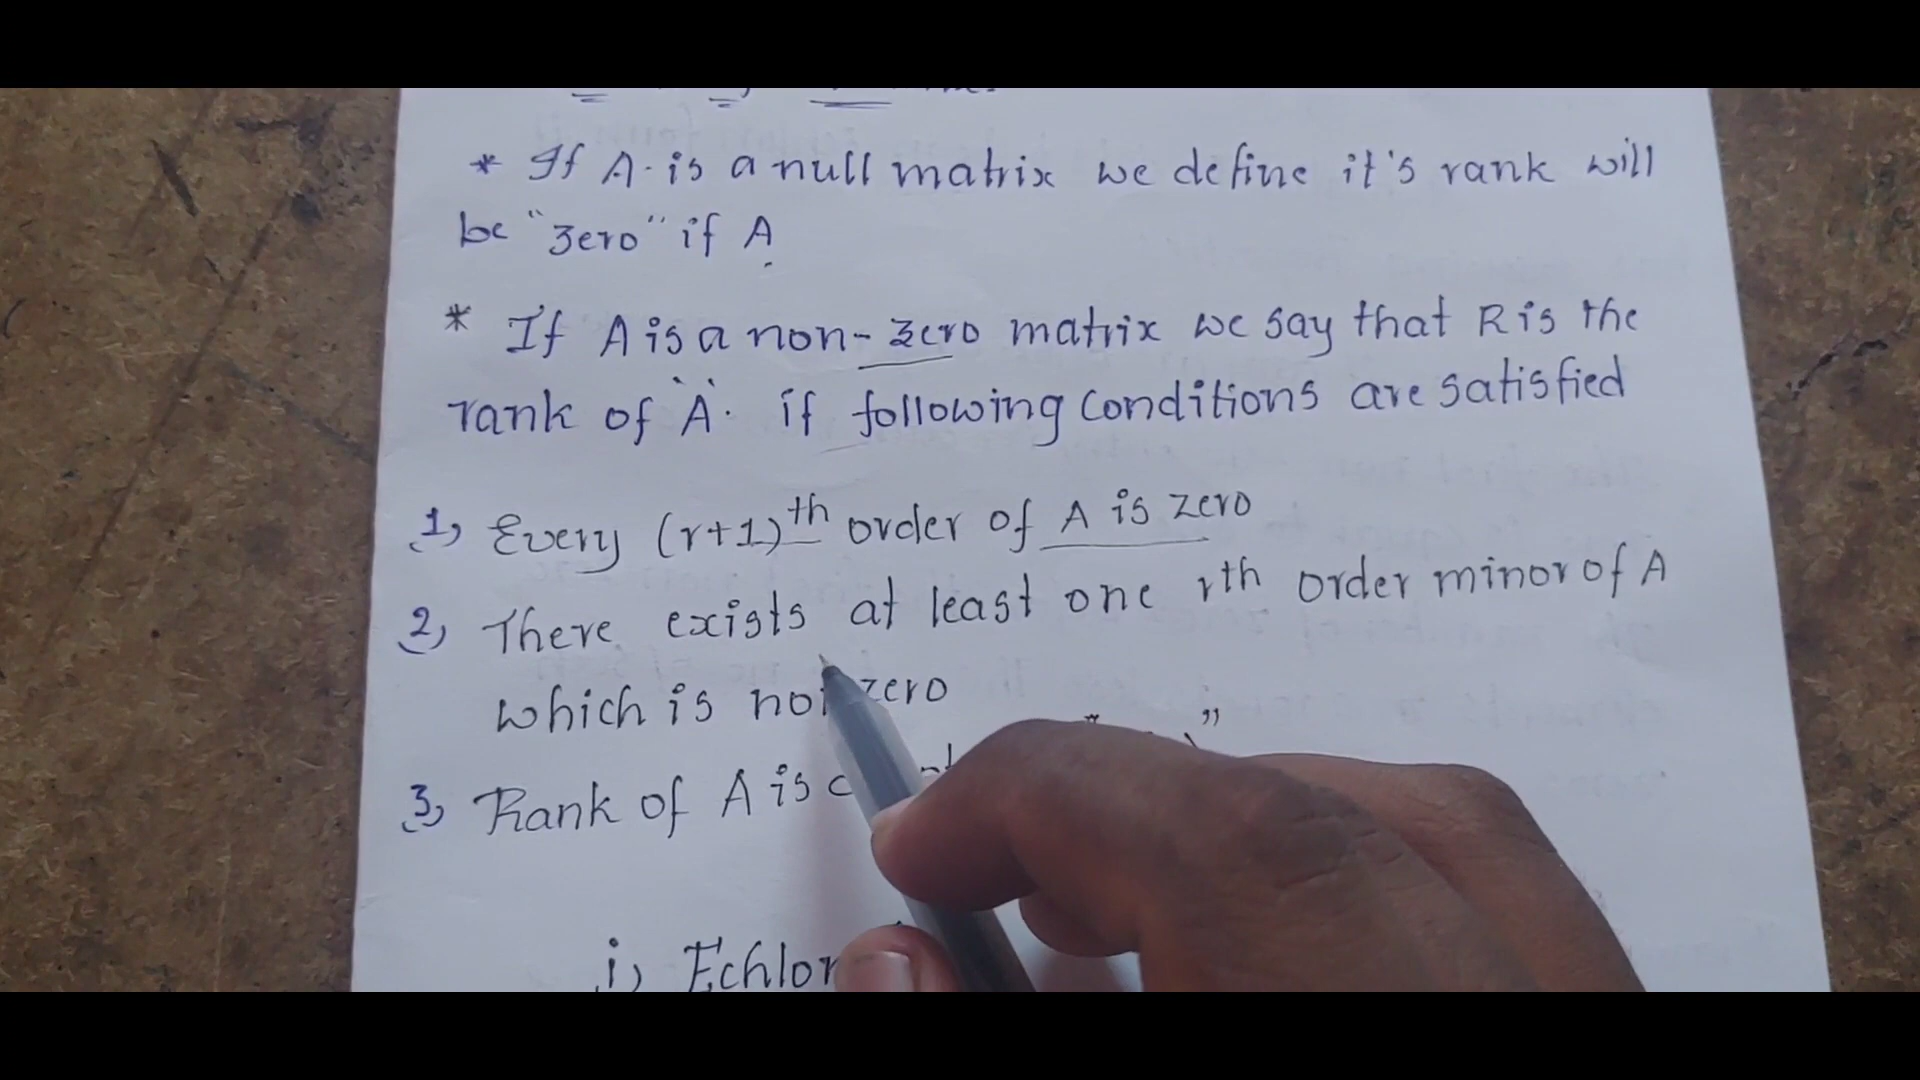 * If A is a null matrix we define it's rank will
be "zero" if A
* If A is a non-zero matrix we say that R is the
rank of A. if following conditions are satisfied
1) Every (r+1)th order of A is zero
2) There exists at least one rth order minor of A
which is not zero
3) Rank of A is
i)